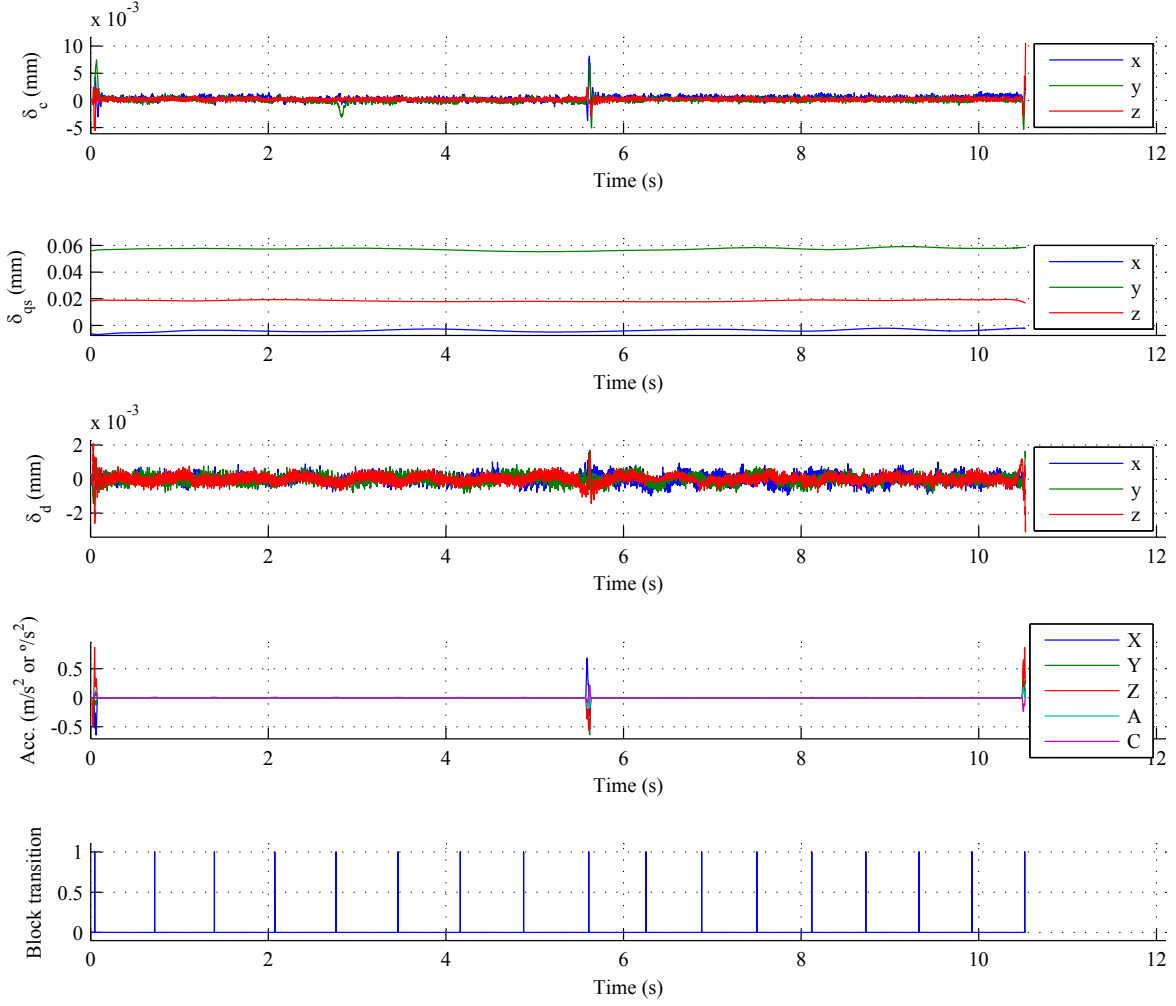 x 10⁻³
10
5
0
-5
δc (mm)
0 2 4 6 8 10 12
Time (s)
x
y
z
0.06
0.04
0.02
0
δqs (mm)
0 2 4 6 8 10 12
Time (s)
x
y
z
x 10⁻³
2
0
-2
δd (mm)
0 2 4 6 8 10 12
Time (s)
x
y
z
0.5
0
-0.5
Acc. (m/s² or º/s²)
0 2 4 6 8 10 12
Time (s)
X
Y
Z
A
C
1
0.5
0
Block transition
0 2 4 6 8 10 12
Time (s)